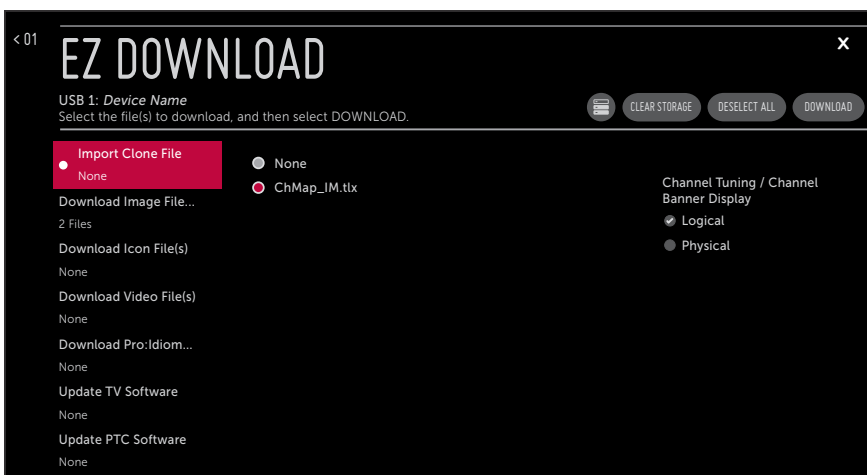 < 01
EZ DOWNLOAD
X
USB 1: Device Name
Select the file(s) to download, and then select DOWNLOAD.
CLEAR STORAGE
DESELECT ALL
DOWNLOAD
Import Clone File
None
Download Image File...
2 Files
Download Icon File(s)
None
Download Video File(s)
None
Download Pro:Idiom...
None
Update TV Software
None
Update PTC Software
None
None
ChMap_IM.tlx
Channel Tuning / Channel
Banner Display
Logical
Physical